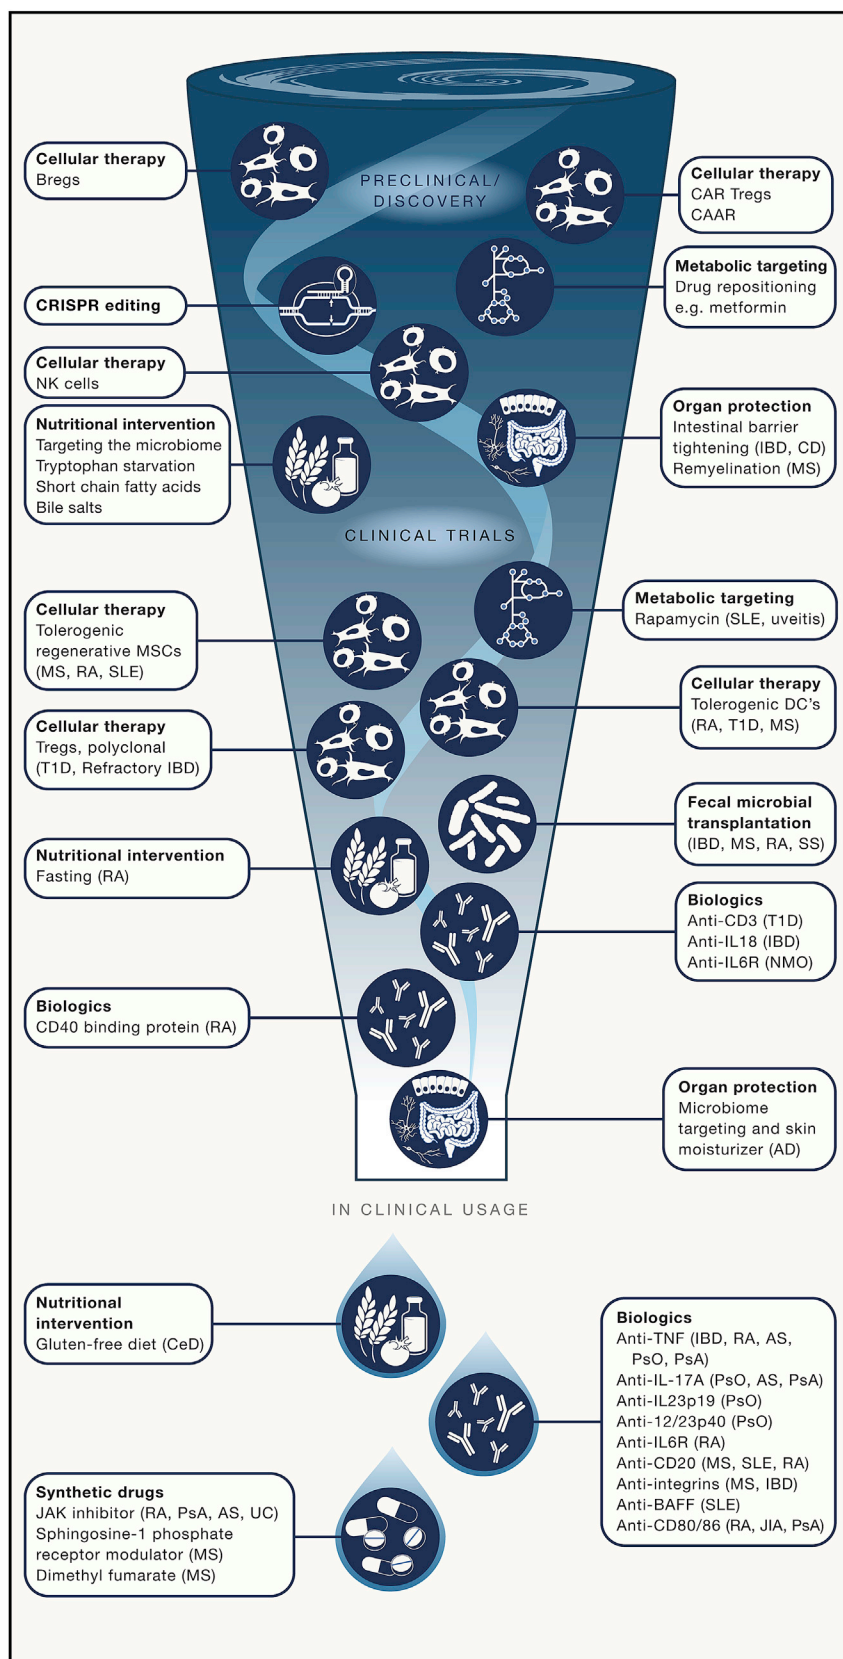 Cellular therapy
Bregs
PRECLINICAL/
DISCOVERY
Cellular therapy
CAR Tregs
CAAR
Metabolic targeting
Drug repositioning
e.g. metformin
CRISPR editing
Cellular therapy
NK cells
Nutritional intervention
Targeting the microbiome
Tryptophan starvation
Short chain fatty acids
Bile salts
Organ protection
Intestinal barrier
tightening (IBD, CD)
Remyelination (MS)
CLINICAL TRIALS
Cellular therapy
Tolerogenic
regenerative MSCs
(MS, RA, SLE)
Metabolic targeting
Rapamycin (SLE, uveitis)
Cellular therapy
Tolerogenic DC's
(RA, T1D, MS)
Cellular therapy
Tregs, polyclonal
(T1D, Refractory IBD)
Fecal microbial
transplantation
(IBD, MS, RA, SS)
Nutritional intervention
Fasting (RA)
Biologics
Anti-CD3 (T1D)
Anti-IL18 (IBD)
Anti-IL6R (NMO)
Biologics
CD40 binding protein (RA)
Organ protection
Microbiome
targeting and skin
moisturizer (AD)
IN CLINICAL USAGE
Nutritional
intervention
Gluten-free diet (CeD)
Biologics
Anti-TNF (IBD, RA, AS,
PsO, PsA)
Anti-IL-17A (PsO, AS, PsA)
Anti-IL23p19 (PsO)
Anti-12/23p40 (PsO)
Anti-IL6R (RA)
Anti-CD20 (MS, SLE, RA)
Anti-integrins (MS, IBD)
Anti-BAFF (SLE)
Anti-CD80/86 (RA, JIA, PsA)
Synthetic drugs
JAK inhibitor (RA, PsA, AS, UC)
Sphingosine-1 phosphate
receptor modulator (MS)
Dimethyl fumarate (MS)